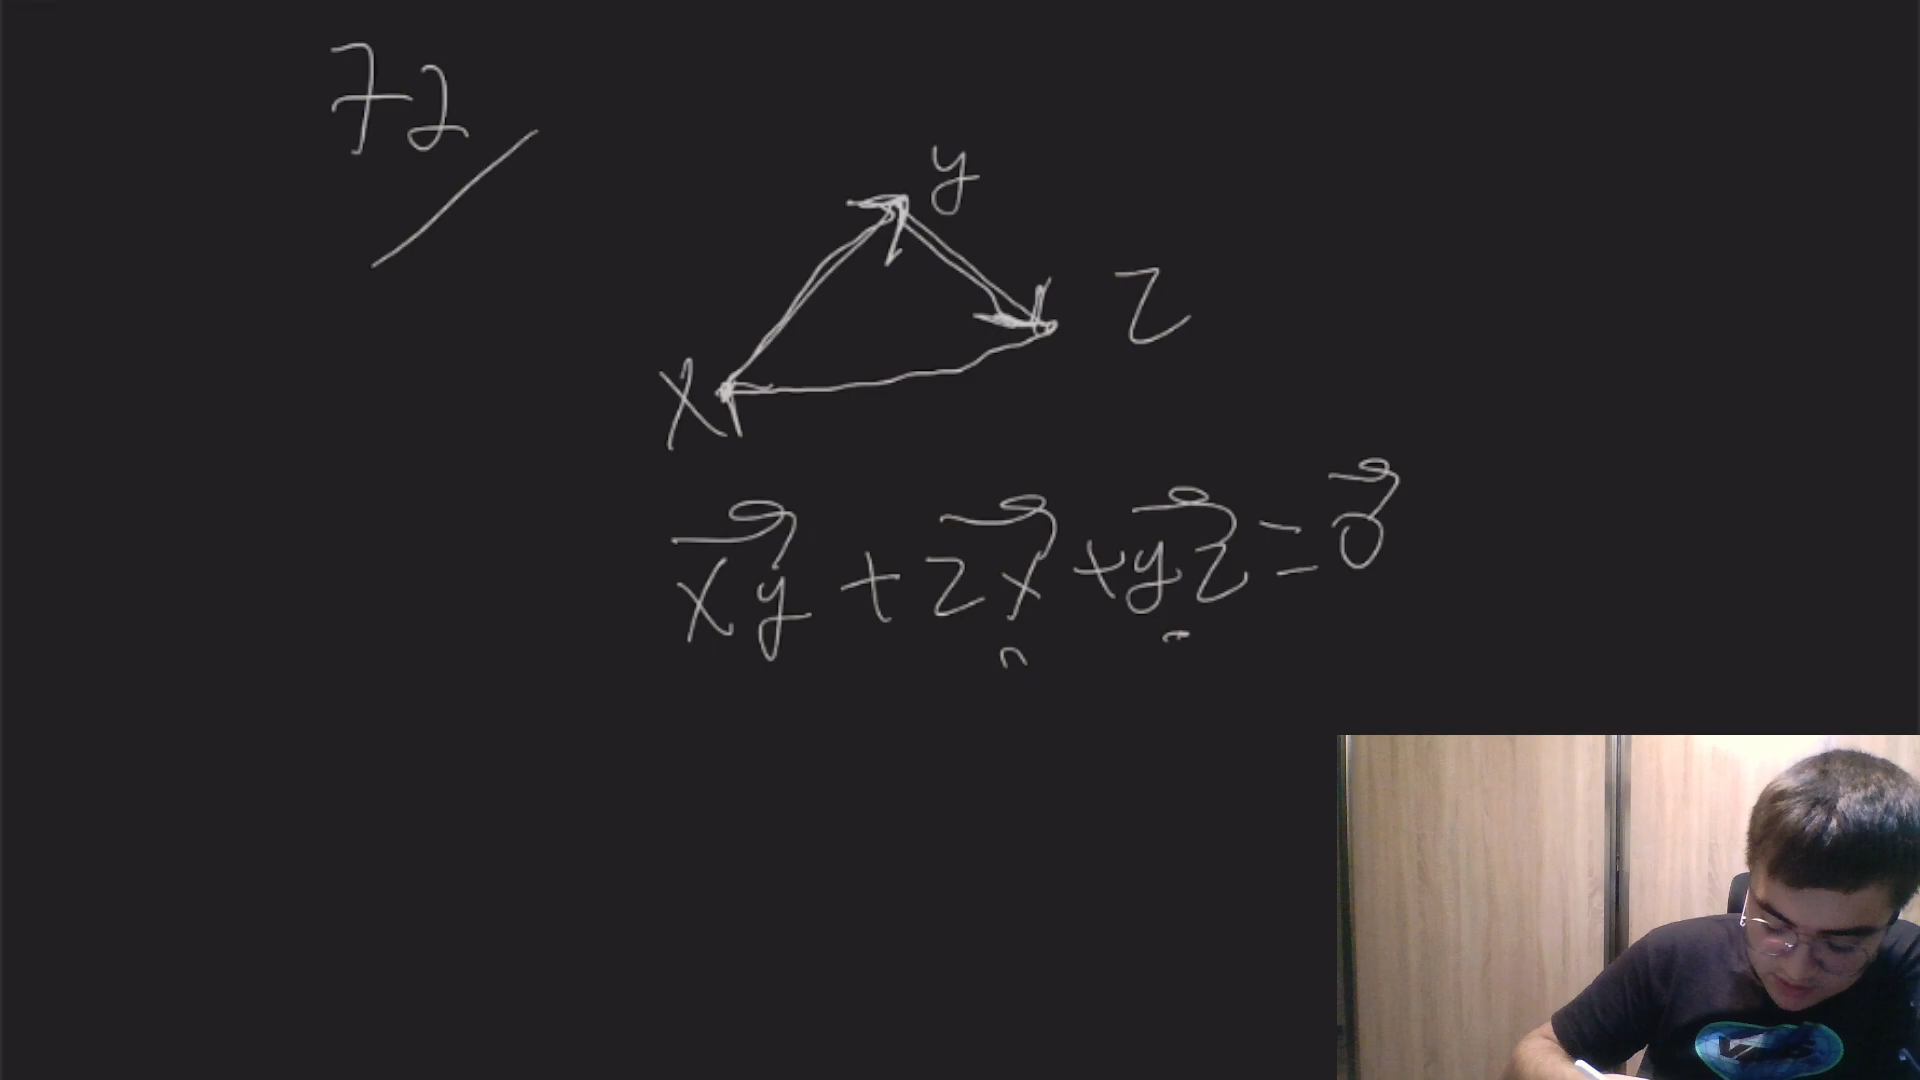 72
y
z
x
xy + zx + yz = 0